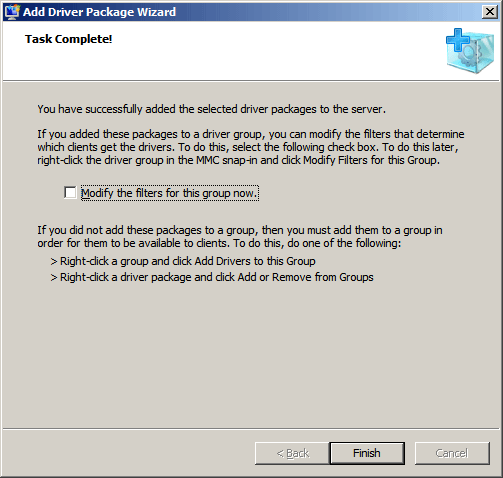 Add Driver Package Wizard
Task Complete!
You have successfully added the selected driver packages to the server.
If you added these packages to a driver group, you can modify the filters that determine
which clients get the drivers. To do this, select the following check box. To do this later,
right-click the driver group in the MMC snap-in and click Modify Filters for this Group.
Modify the filters for this group now.
If you did not add these packages to a group, then you must add them to a group in
order for them to be available to clients. To do this, do one of the following:
> Right-click a group and click Add Drivers to this Group
> Right-click a driver package and click Add or Remove from Groups
< Back
Finish
Cancel